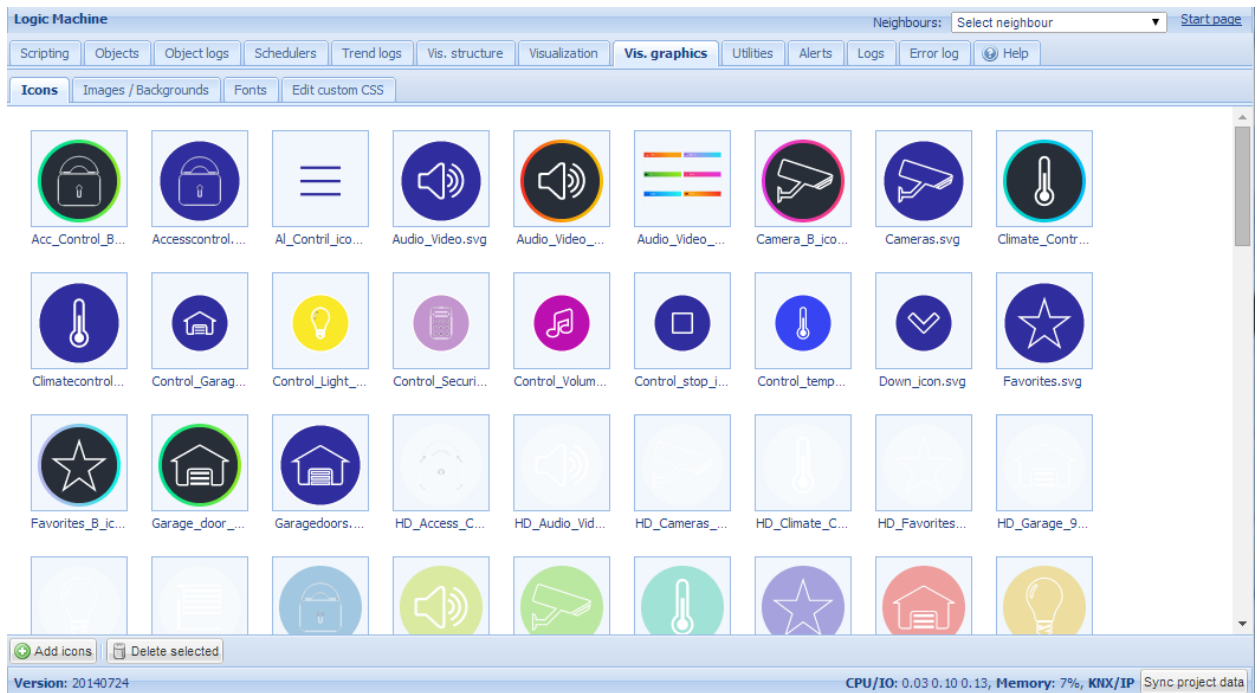 Logic Machine Neighbours: Select neighbour Start page
Scripting Objects Object logs Schedulers Trend logs Vis. structure Visualization Vis. graphics Utilities Alerts Logs Error log Help
Icons Images / Backgrounds Fonts Edit custom CSS
Acc_Control_B... Accesscontrol.... Al_Contril_ico... Audio_Video.svg Audio_Video_... Audio_Video_... Camera_B_ico... Cameras.svg Climate_Contr...
Climatecontrol... Control_Garag... Control_Light_... Control_Securi... Control_Volum... Control_stop_i... Control_temp... Down_icon.svg Favorites.svg
Favorites_B_ic... Garage_door_... Garagedoors.... HD_Access_C... HD_Audio_Vid... HD_Cameras_... HD_Climate_C... HD_Favorites... HD_Garage_9...
Add icons Delete selected
Version: 20140724 CPU/IO: 0.03 0.10 0.13, Memory: 7%, KNX/IP Sync project data